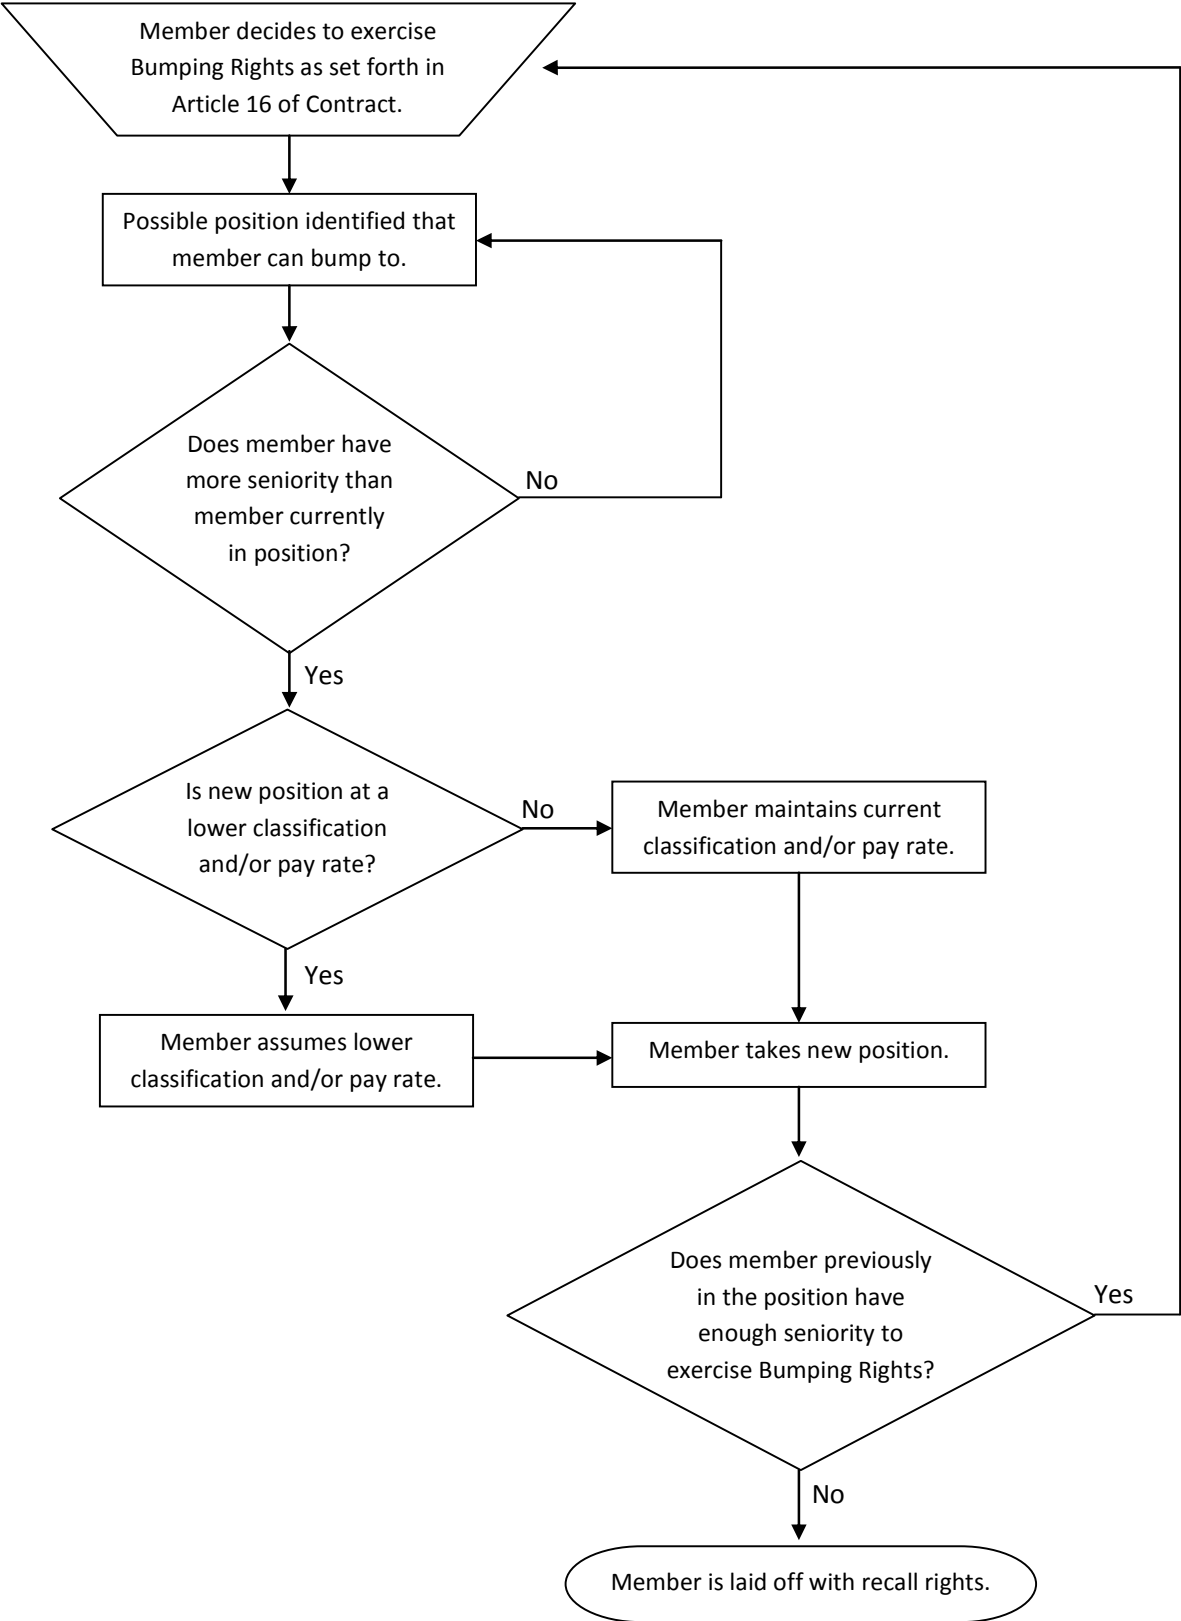 Member decides to exercise
Bumping Rights as set forth in
Article 16 of Contract.
Possible position identified that
member can bump to.
Does member have
more seniority than
member currently
in position?
No
Yes
Is new position at a
lower classification
and/or pay rate?
No
Member maintains current
classification and/or pay rate.
Yes
Member assumes lower
classification and/or pay rate.
Member takes new position.
Does member previously
in the position have
enough seniority to
exercise Bumping Rights?
Yes
No
Member is laid off with recall rights.